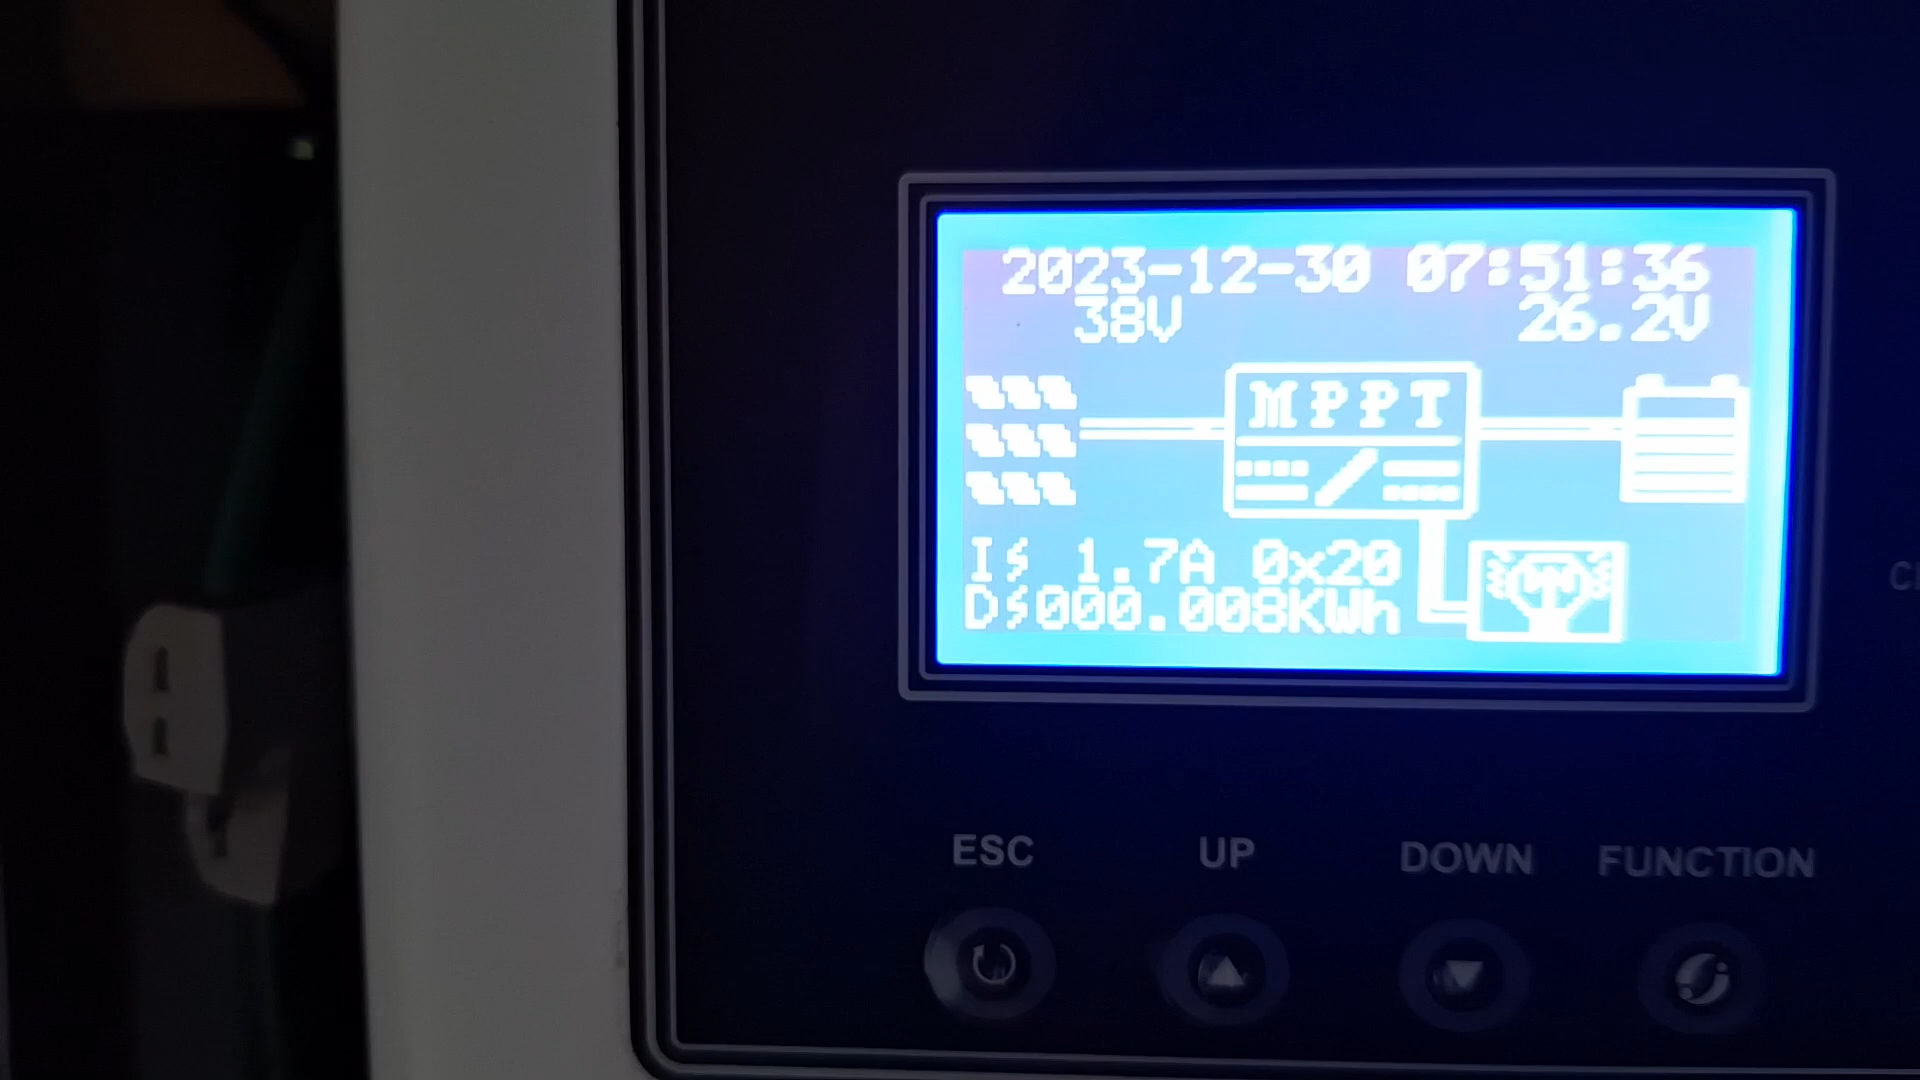 2023-12-30 07:51:36
38V 26.2V
MPPT
I 1.7A 0x20
D 000.008KWh
ESC UP DOWN FUNCTION